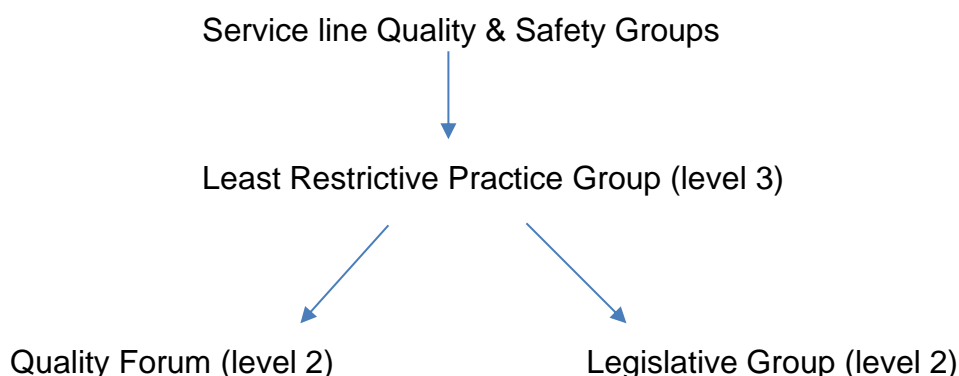 Service line Quality & Safety Groups
Least Restrictive Practice Group (level 3)
Quality Forum (level 2)
Legislative Group (level 2)